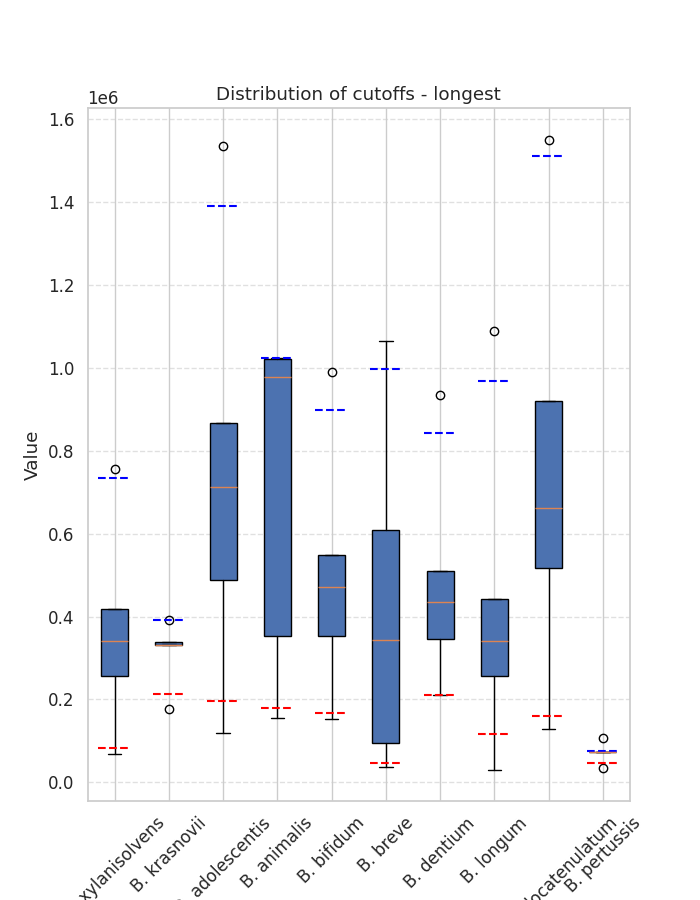 1e6
Distribution of cutoffs - longest
1.6
1.4
1.2
1.0
0.8
0.6
0.4
0.2
0.0
Value
xylanisolvens
B. krasnovii
adolescentis
B. animalis
B. bifidum
B. breve
B. dentium
B. longum
locatenulatum
B. pertussis